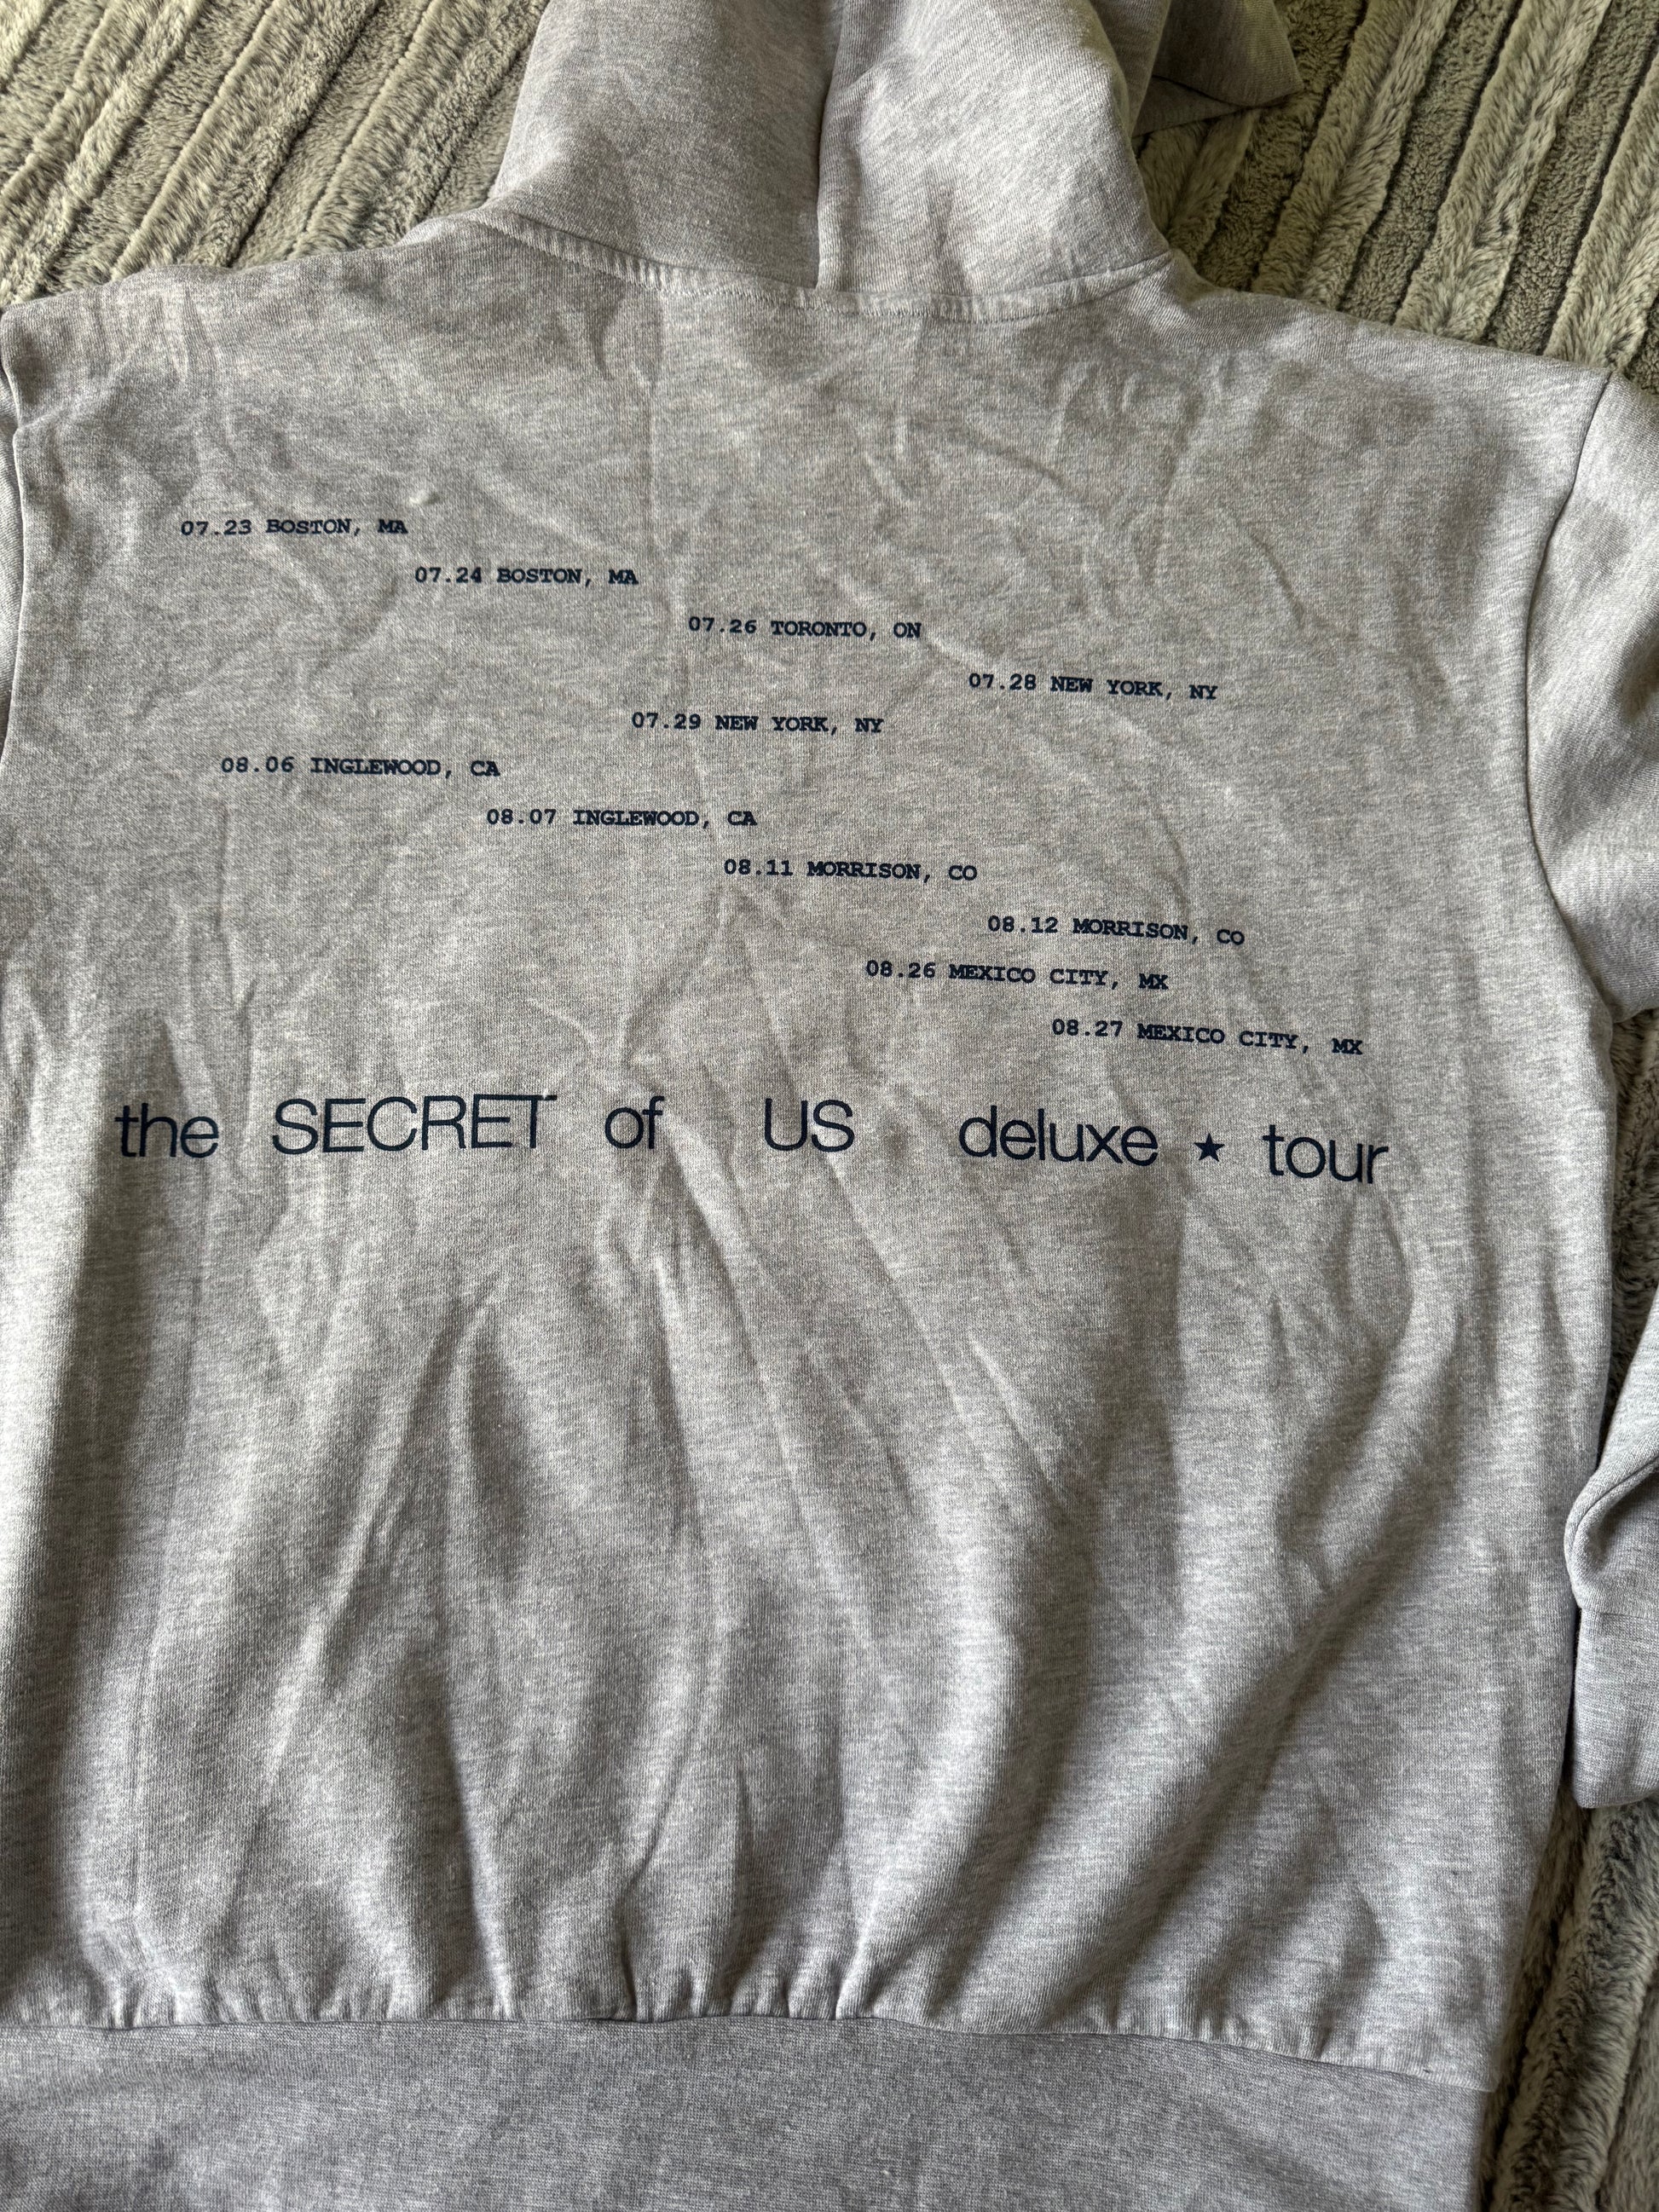 07.23 BOSTON, MA
07.24 BOSTON, MA
07.26 TORONTO, ON
07.28 NEW YORK, NY
07.29 NEW YORK, NY
08.06 INGLEWOOD, CA
08.07 INGLEWOOD, CA
08.11 MORRISON, CO
08.12 MORRISON, CO
08.26 MEXICO CITY, MX
08.27 MEXICO CITY, MX
the SECRET of US deluxe ★ tour